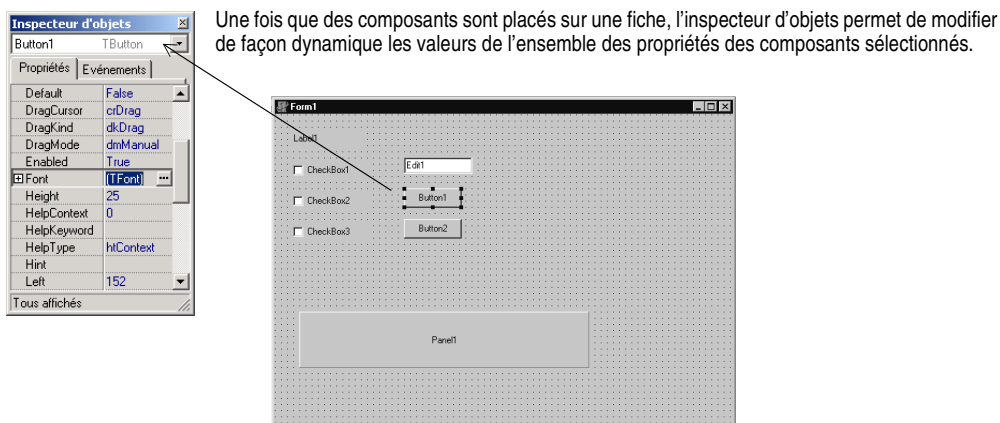 Inspecteur d'objets
Button1 TButton
Propriétés Evénements
Default False
DragCursor crDrag
DragKind dkDrag
DragMode dmManual
Enabled True
Font (TFont) ...
Height 25
HelpContext 0
HelpKeyword
HelpType htContext
Hint
Left 152
Tous affichés
Une fois que des composants sont placés sur une fiche, l’inspecteur d’objets permet de modifier
de façon dynamique les valeurs de l’ensemble des propriétés des composants sélectionnés.
Form1
Label1
CheckBox1 Edit1
CheckBox2 Button1
CheckBox3 Button2
Panel1